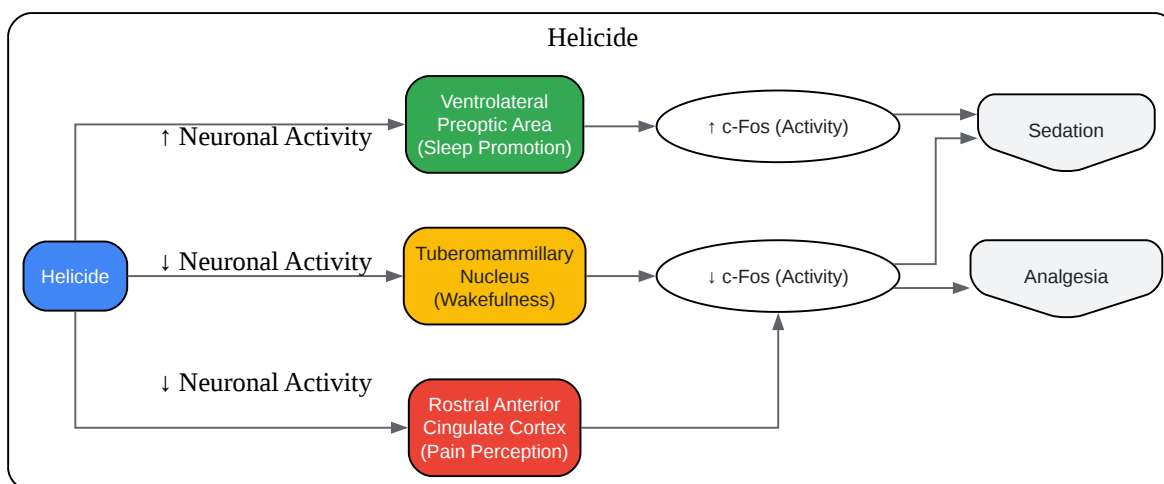 Helicide
↑ Neuronal Activity
Ventrolateral
Preoptic Area
(Sleep Promotion)
↑ c-Fos (Activity)
Sedation
Helicide
↓ Neuronal Activity
Tuberomammillary
Nucleus
(Wakefulness)
↓ c-Fos (Activity)
Analgesia
↓ Neuronal Activity
Rostral Anterior
Cingulate Cortex
(Pain Perception)